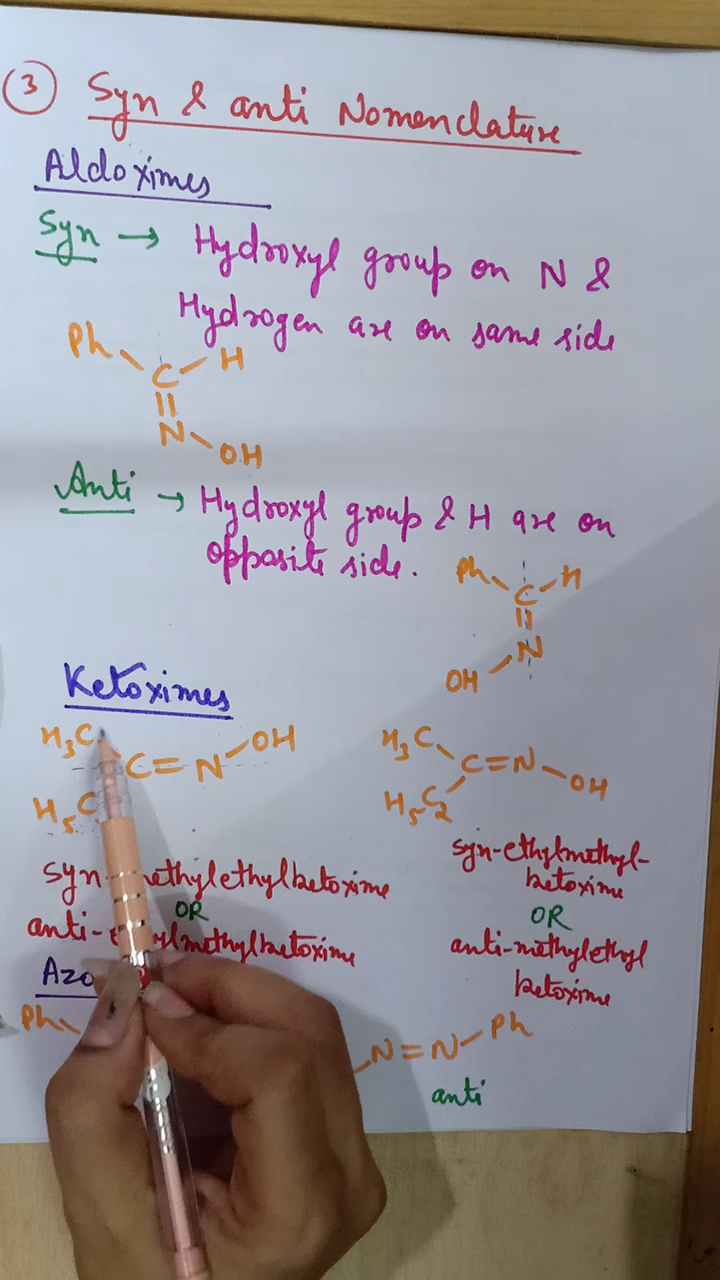 3 Syn & anti Nomenclature
Aldoximes
Syn → Hydroxyl group on N &
Hydrogen are on same side
Ph C H
N OH
Anti → Hydroxyl group & H are on
opposite side.
Ph C H
N
OH
Ketoximes
H3C C=N OH
H5C
H3C C=N OH
H5C2
syn- methylethylketoxime
OR
anti- ylmethylketoxime
syn-ethylmethyl-
ketoxime
OR
anti-methylethyl
ketoxime
Azo
Ph
N=N Ph
anti